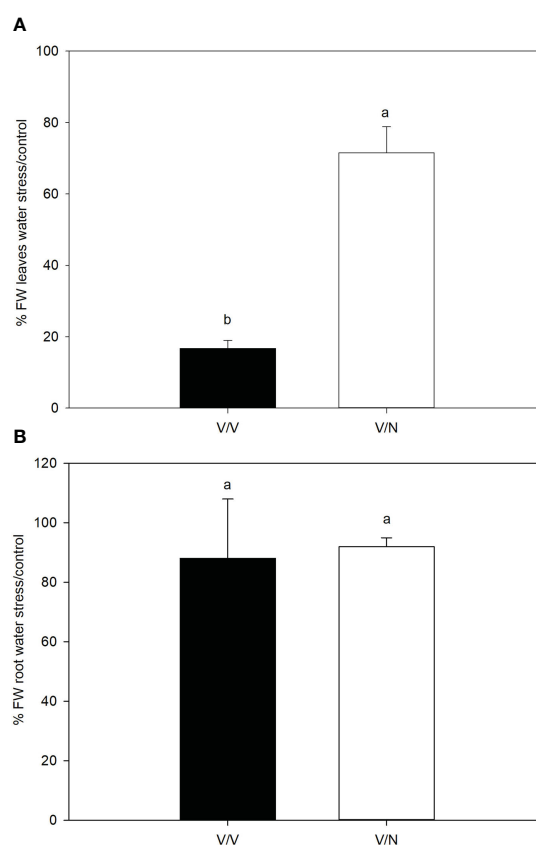 A
% FW leaves water stress/control
100
80
60
40
20
0
b
a
V/V
V/N
B
% FW root water stress/control
120
100
80
60
40
20
0
a
a
V/V
V/N